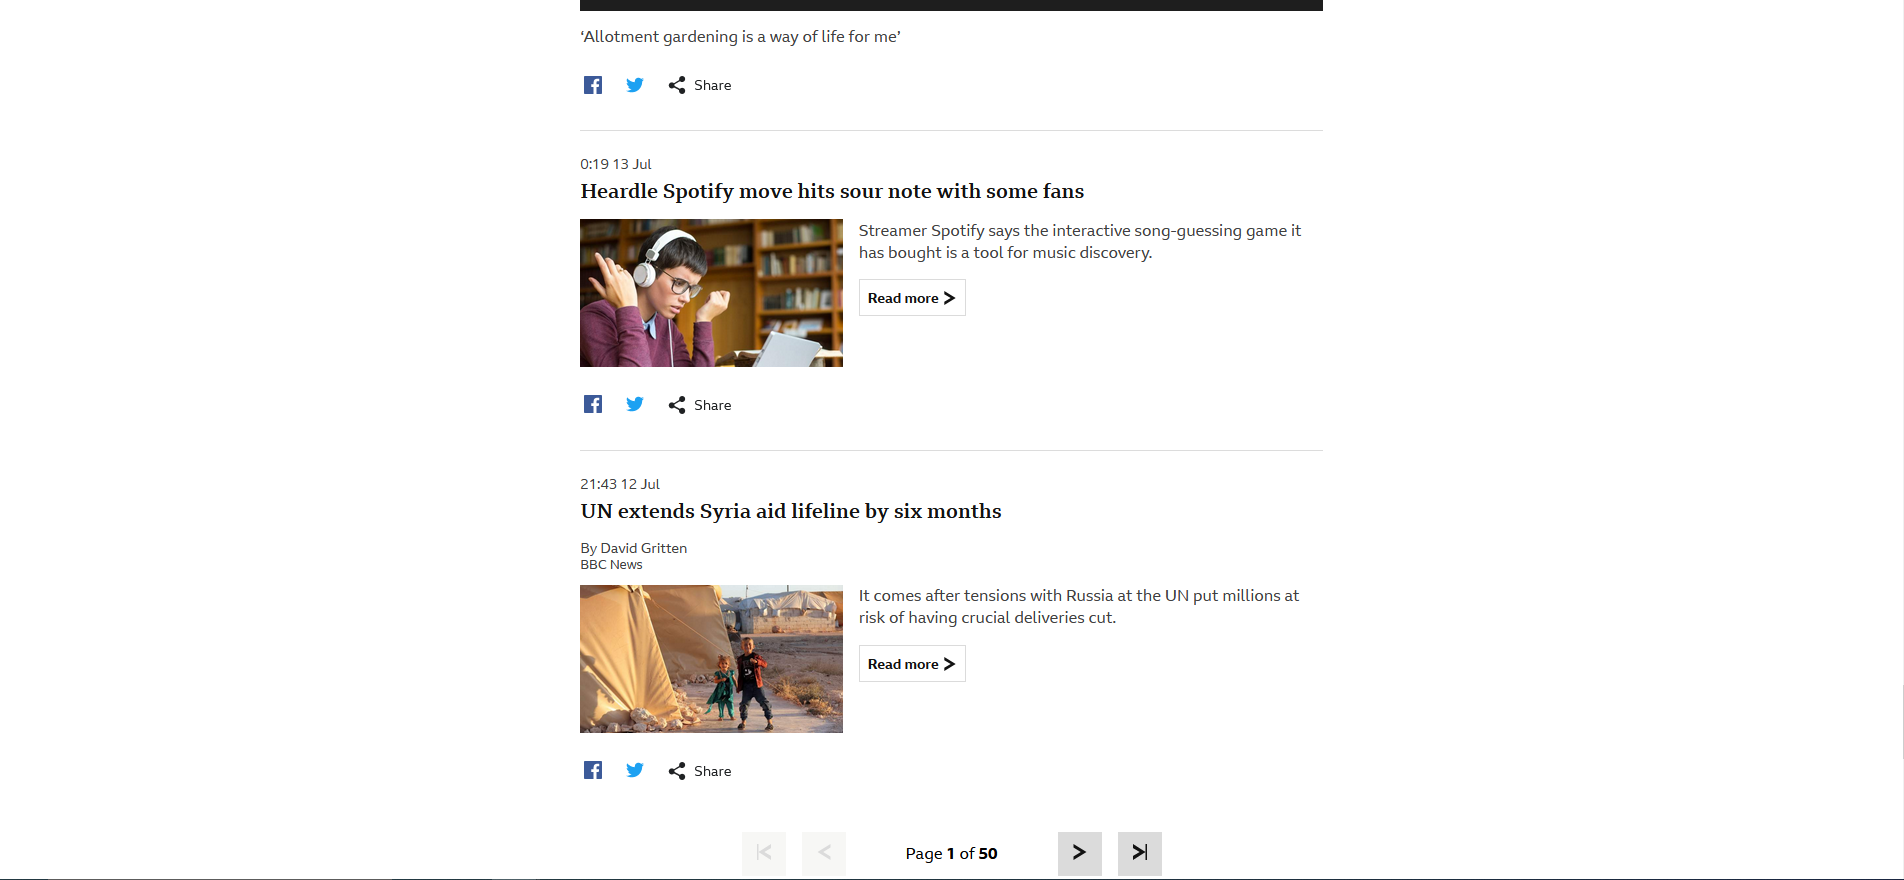 ‘Allotment gardening is a way of life for me’
Share
0:19 13 Jul
Heardle Spotify move hits sour note with some fans
Streamer Spotify says the interactive song-guessing game it
has bought is a tool for music discovery.
Read more
Share
21:43 12 Jul
UN extends Syria aid lifeline by six months
By David Gritten
BBC News
It comes after tensions with Russia at the UN put millions at
risk of having crucial deliveries cut.
Read more
Share
Page 1 of 50